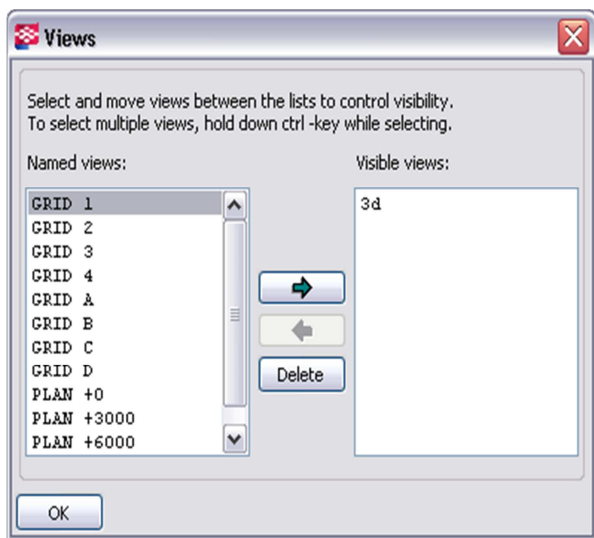 Views
Select and move views between the lists to control visibility.
To select multiple views, hold down ctrl -key while selecting.
Named views:
Visible views:
GRID 1
GRID 2
GRID 3
GRID 4
GRID A
GRID B
GRID C
GRID D
PLAN +0
PLAN +3000
PLAN +6000
3d
Delete
OK